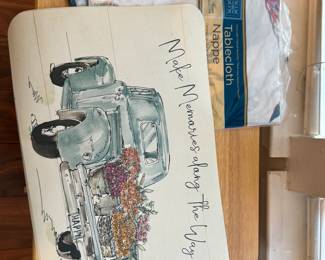 Make Memories along The Way
Tablecloth
Nappe